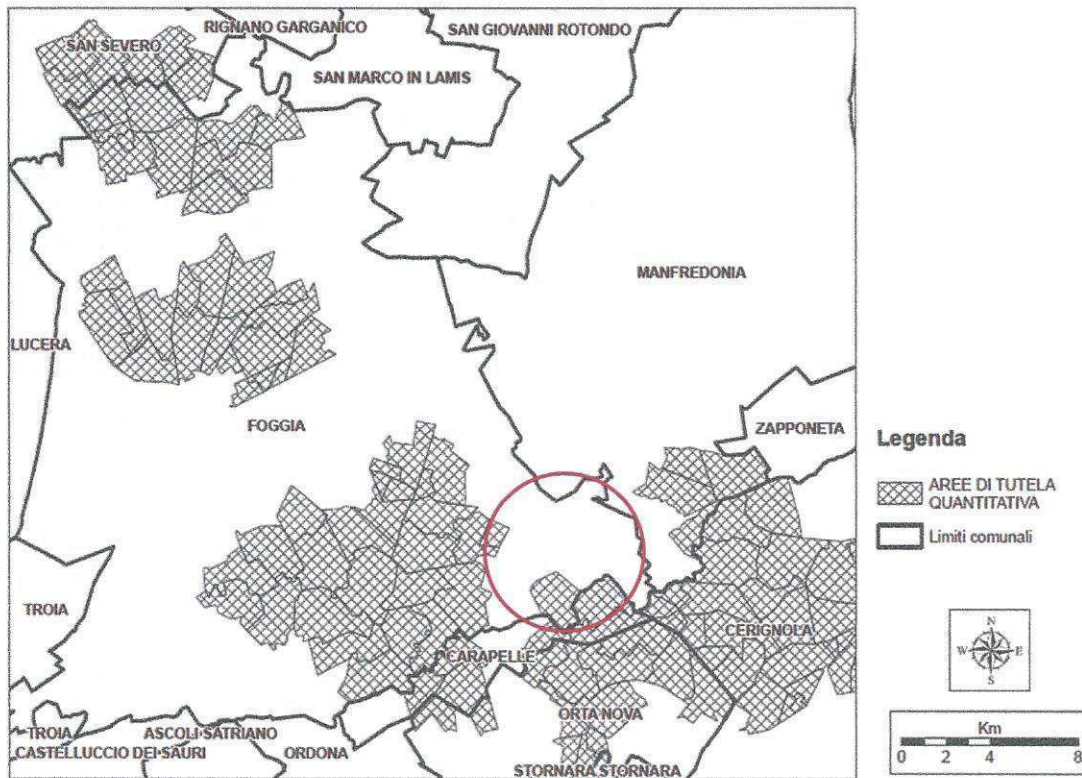 RIGNANO GARGANICO
SAN GIOVANNI ROTONDO
SAN SEVERO
SAN MARCO IN LAMIS
MANFREDONIA
LUCERA
FOGGIA
ZAPPONETA
TROIA
CARAPELLE
CERIGNOLA
ORTA NOVA
TROIA
ASCOLI SATRIANO
CASTELLUCCIO DEI SAURI
ORDONA
STORNARA STORNARA
Legenda
AREE DI TUTELA
QUANTITATIVA
Limiti comunali
N
W E
S
Km
0 2 4 8